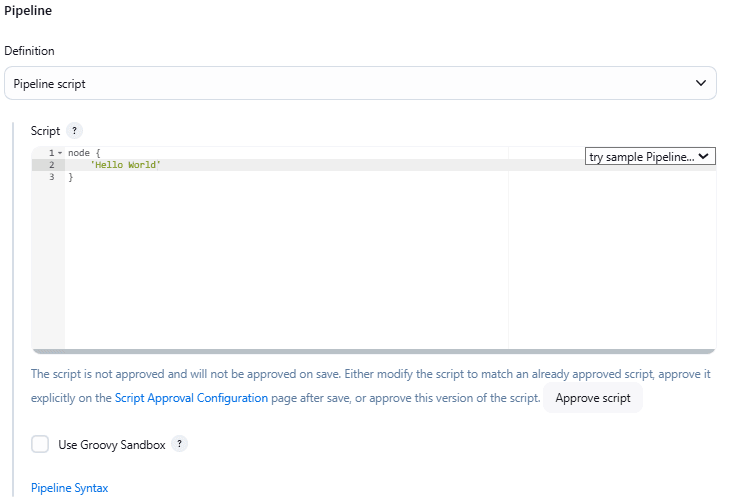 Pipeline
Definition
Pipeline script
Script ?
try sample Pipeline...
1 node {
2 'Hello World'
3 }
The script is not approved and will not be approved on save. Either modify the script to match an already approved script, approve it
explicitly on the Script Approval Configuration page after save, or approve this version of the script. Approve script
Use Groovy Sandbox ?
Pipeline Syntax